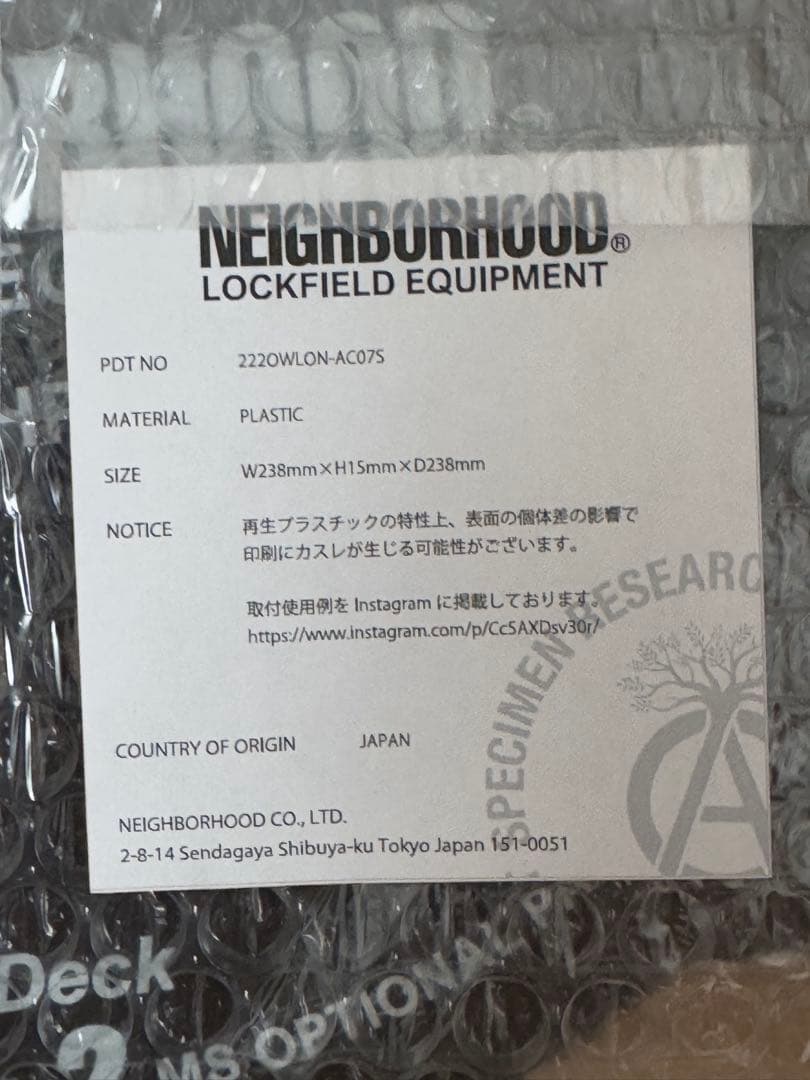 NEIGHBORHOOD®
LOCKFIELD EQUIPMENT
PDT NO 222OWLON-AC07S
MATERIAL PLASTIC
SIZE W238mm×H15mm×D238mm
NOTICE 再生プラスチックの特性上、表面の個体差の影響で
印刷にカスレが生じる可能性がございます。
取付使用例を Instagram に掲載しております。
https://www.instagram.com/p/CcSAXDsv30r/
SPECIMEN RESEARC
COUNTRY OF ORIGIN JAPAN
NEIGHBORHOOD CO., LTD.
2-8-14 Sendagaya Shibuya-ku Tokyo Japan 151-0051
Deck
MS OPTIONAL